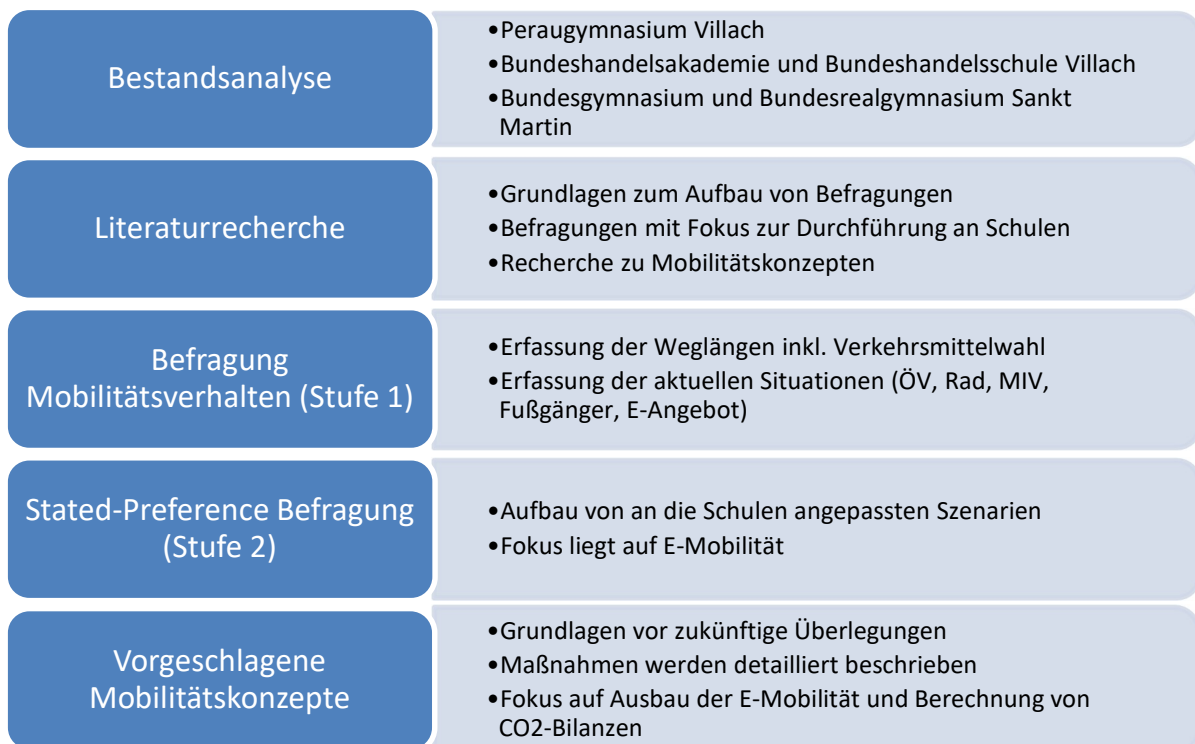 Bestandsanalyse
•Peraugymnasium Villach
•Bundeshandelsakademie und Bundeshandelsschule Villach
•Bundesgymnasium und Bundesrealgymnasium Sankt
Martin
Literaturrecherche
•Grundlagen zum Aufbau von Befragungen
•Befragungen mit Fokus zur Durchführung an Schulen
•Recherche zu Mobilitätskonzepten
Befragung
Mobilitätsverhalten (Stufe 1)
•Erfassung der Weglängen inkl. Verkehrsmittelwahl
•Erfassung der aktuellen Situationen (ÖV, Rad, MIV,
Fußgänger, E-Angebot)
Stated-Preference Befragung
(Stufe 2)
•Aufbau von an die Schulen angepassten Szenarien
•Fokus liegt auf E-Mobilität
Vorgeschlagene
Mobilitätskonzepte
•Grundlagen vor zukünftige Überlegungen
•Maßnahmen werden detailliert beschrieben
•Fokus auf Ausbau der E-Mobilität und Berechnung von
CO2-Bilanzen